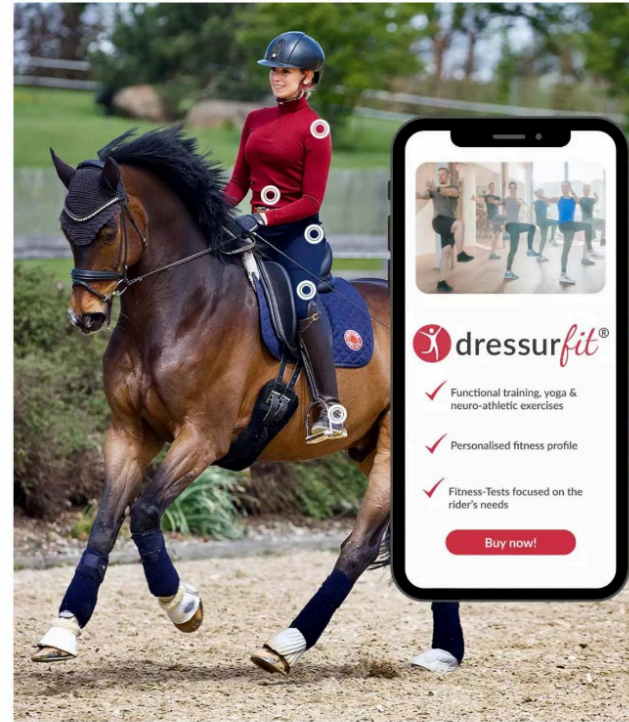 dressurfit®
Functional training, yoga &
neuro-athletic exercises
Personalised fitness profile
Fitness-Tests focused on the
rider's needs
Buy now!